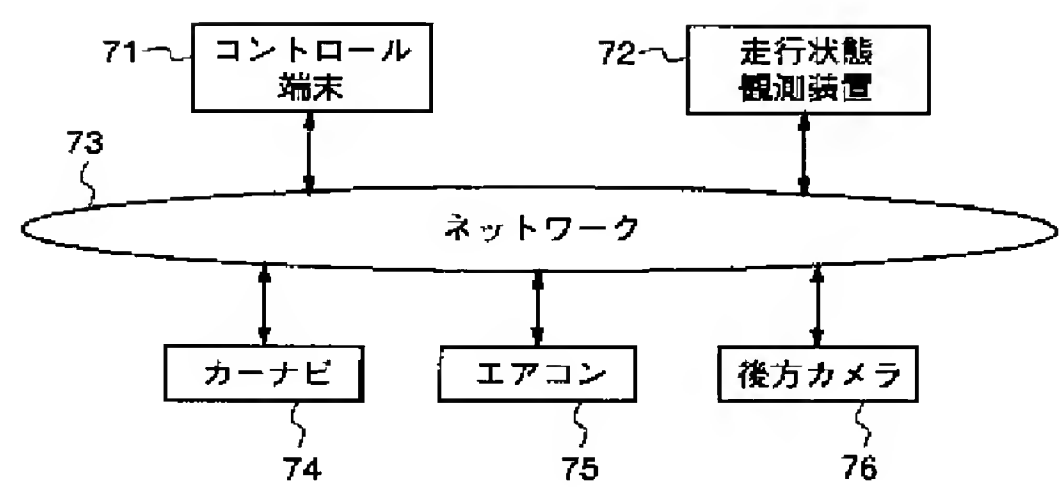 71
コントロール
端末
72
走行状態
観測装置
73
ネットワーク
カーナビ
エアコン
後方カメラ
74
75
76